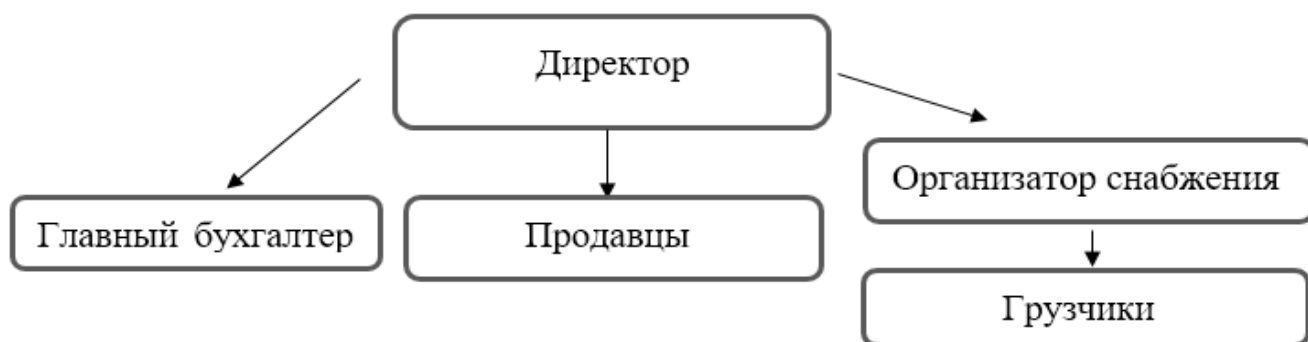 Директор
Организатор снабжения
Главный бухгалтер
Продавцы
Грузчики